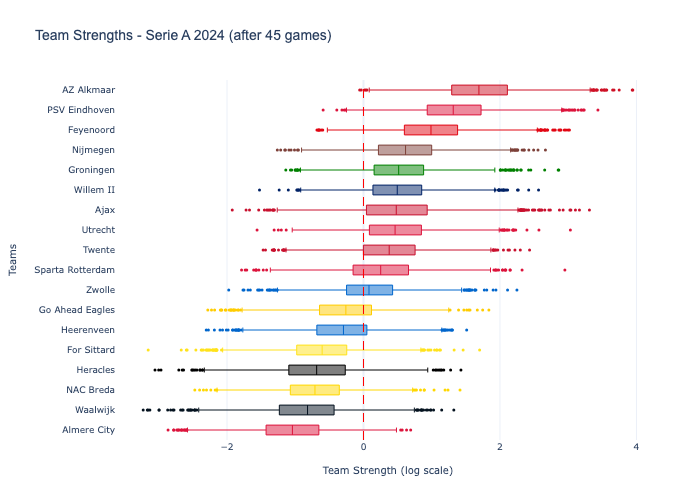 Team Strengths - Serie A 2024 (after 45 games)
AZ Alkmaar
PSV Eindhoven
Feyenoord
Nijmegen
Groningen
Willem II
Ajax
Utrecht
Twente
Sparta Rotterdam
Zwolle
Go Ahead Eagles
Heerenveen
For Sittard
Heracles
NAC Breda
Waalwijk
Almere City
Teams
−2
0
2
4
Team Strength (log scale)